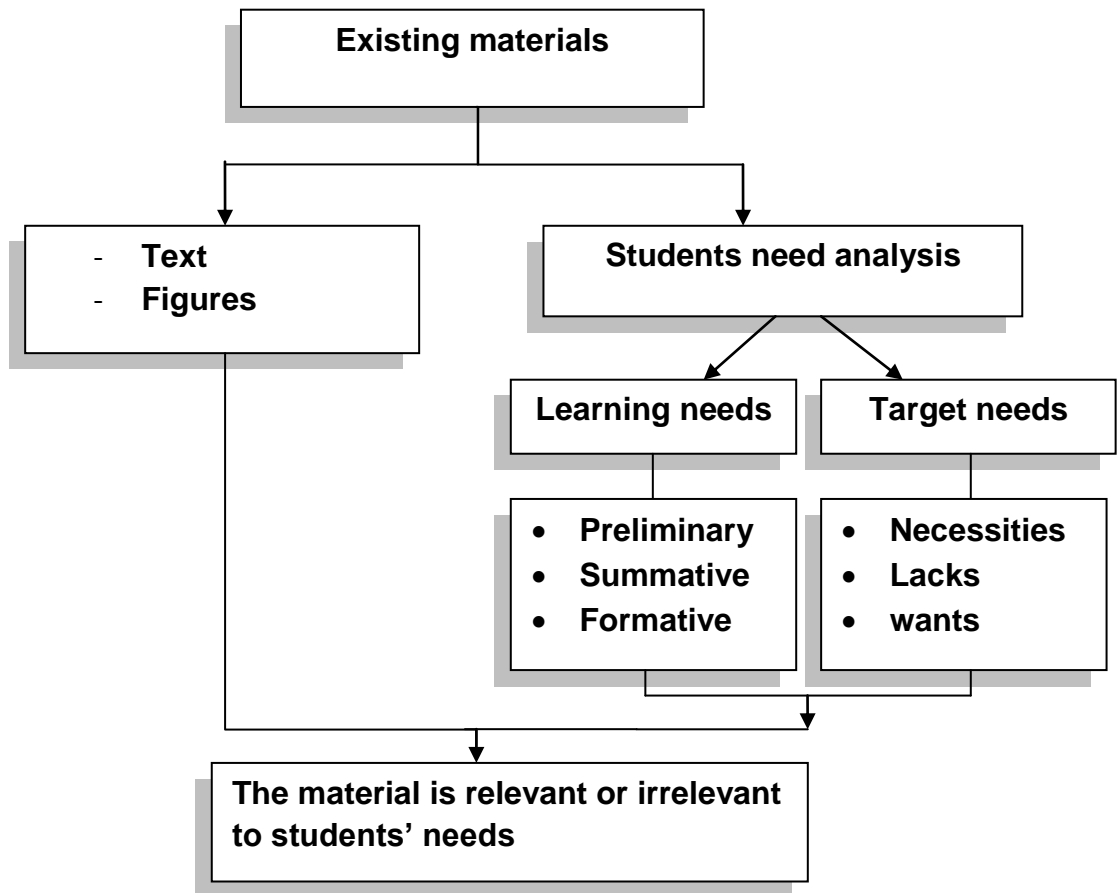 Existing materials
- Text
- Figures
Students need analysis
Learning needs
Target needs
• Preliminary
• Summative
• Formative
• Necessities
• Lacks
• wants
The material is relevant or irrelevant
to students’ needs